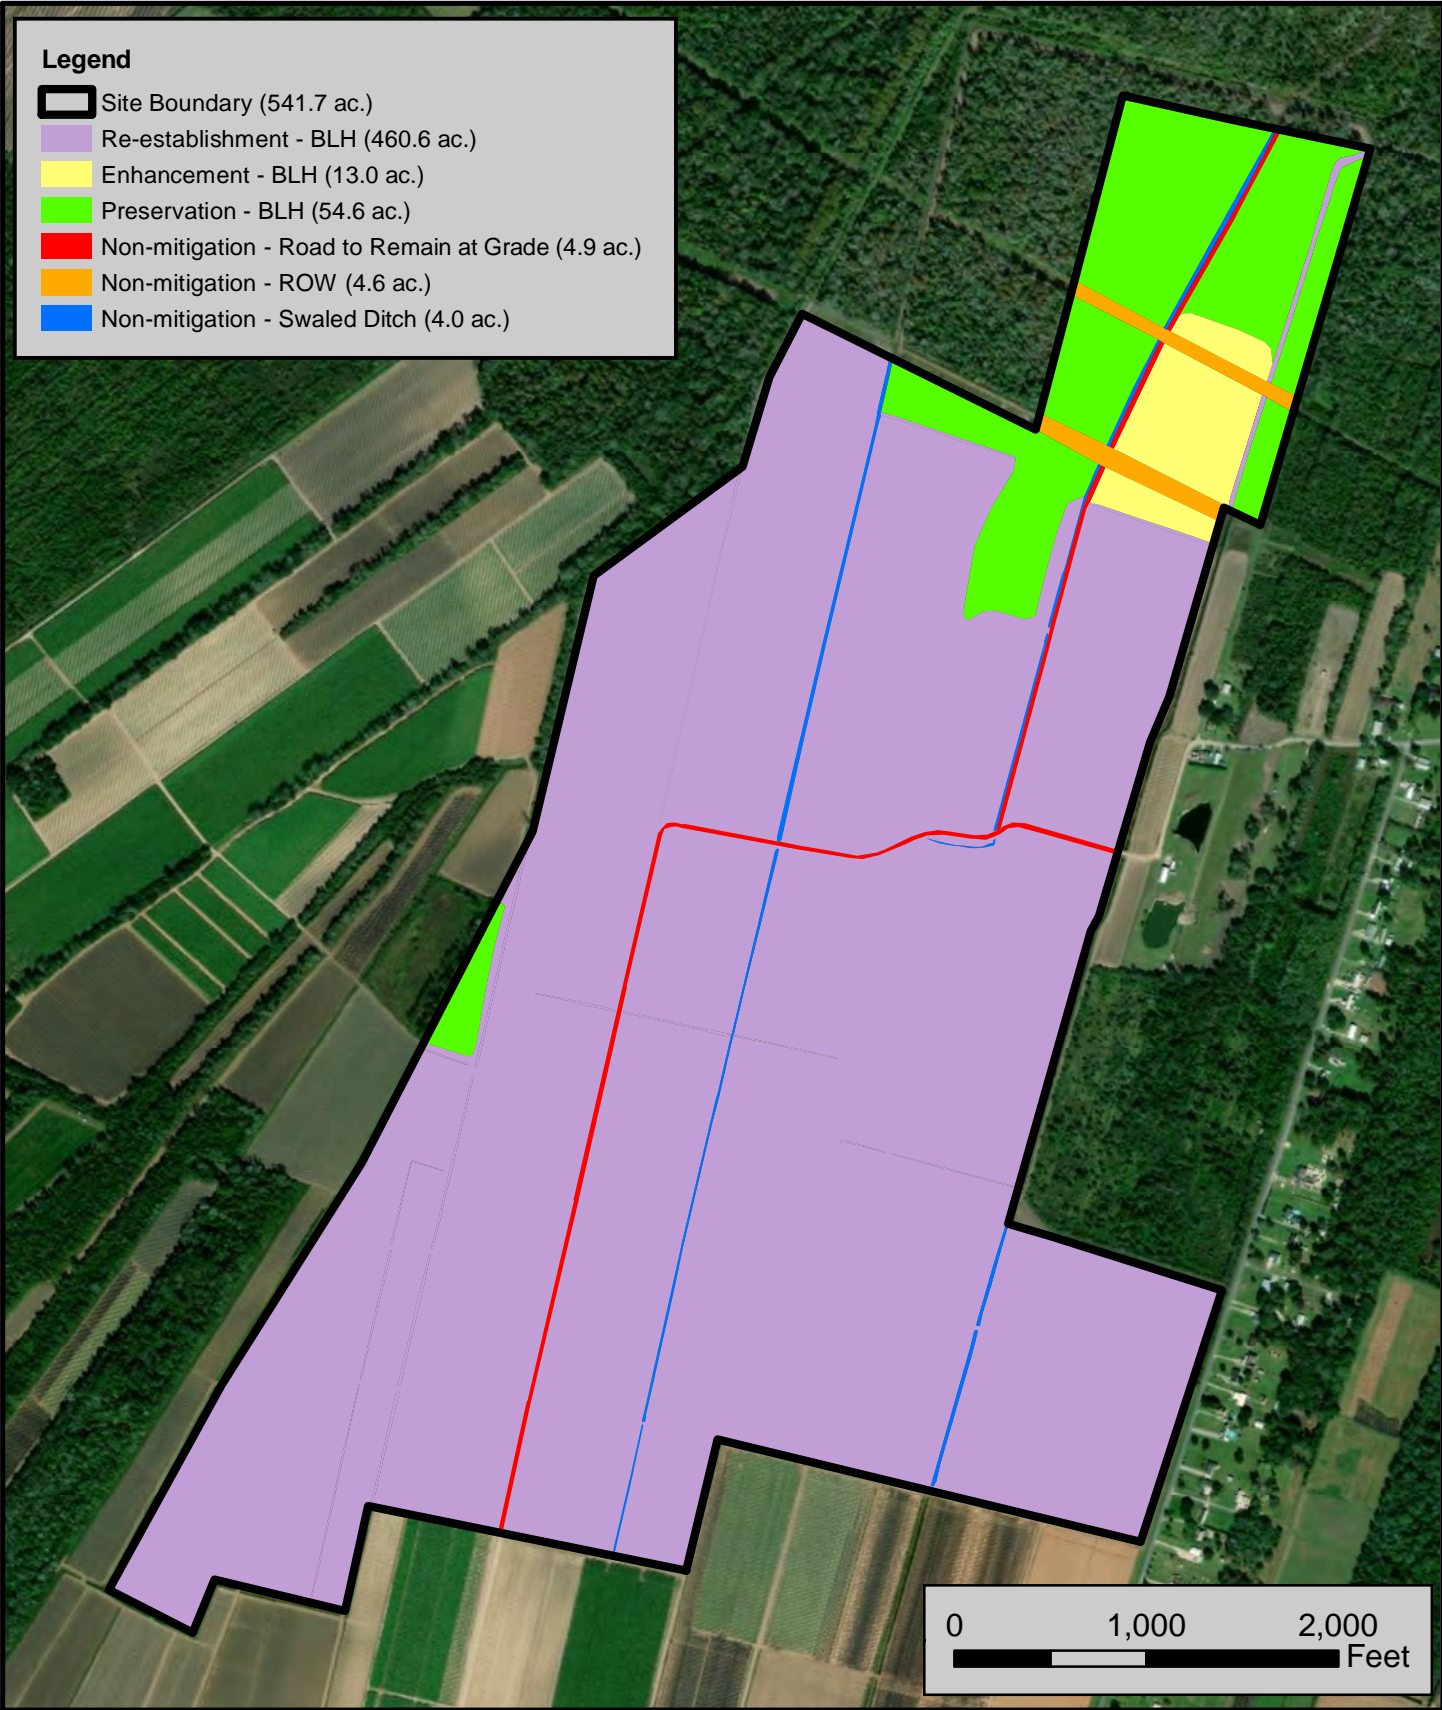 Legend
Site Boundary (541.7 ac.)
Re-establishment - BLH (460.6 ac.)
Enhancement - BLH (13.0 ac.)
Preservation - BLH (54.6 ac.)
Non-mitigation - Road to Remain at Grade (4.9 ac.)
Non-mitigation - ROW (4.6 ac.)
Non-mitigation - Swaled Ditch (4.0 ac.)
0 1,000 2,000
Feet